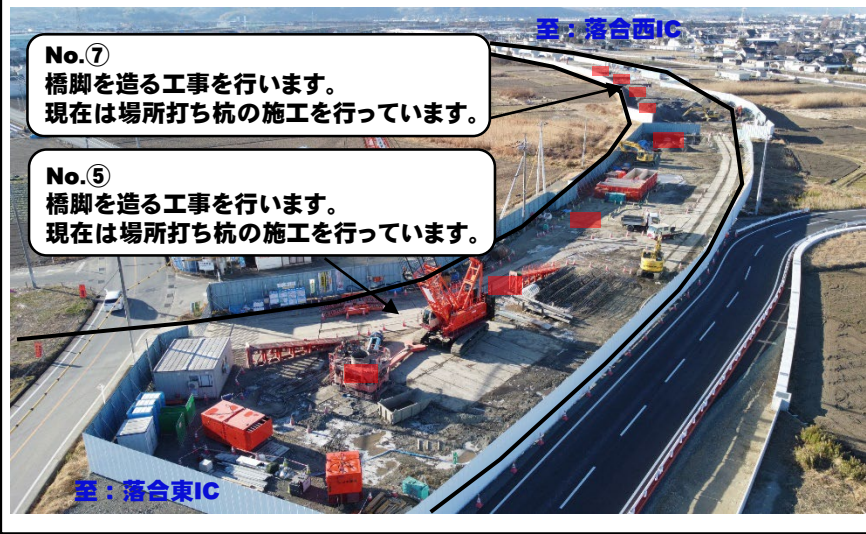 至：落合西IC
No.⑦
橋脚を造る工事を行います。
現在は場所打ち杭の施工を行っています。
No.⑤
橋脚を造る工事を行います。
現在は場所打ち杭の施工を行っています。
至：落合東IC